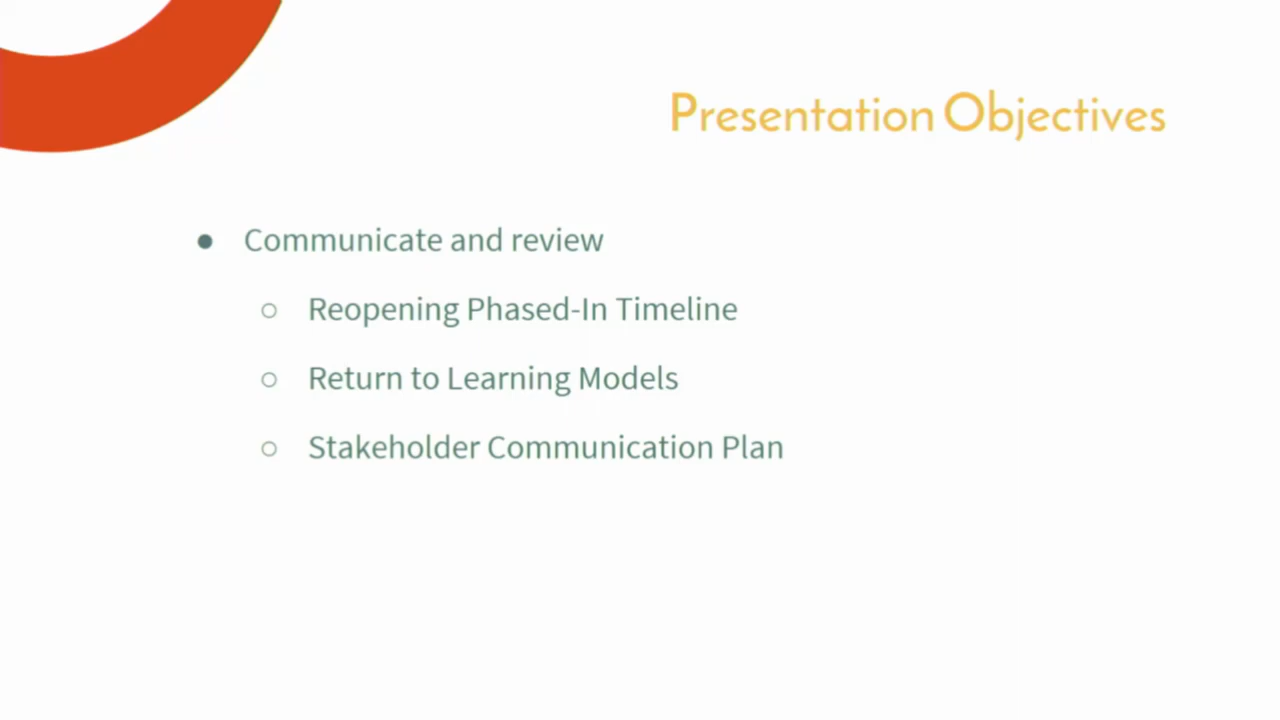 Presentation Objectives
● Communicate and review
○ Reopening Phased-In Timeline
○ Return to Learning Models
○ Stakeholder Communication Plan